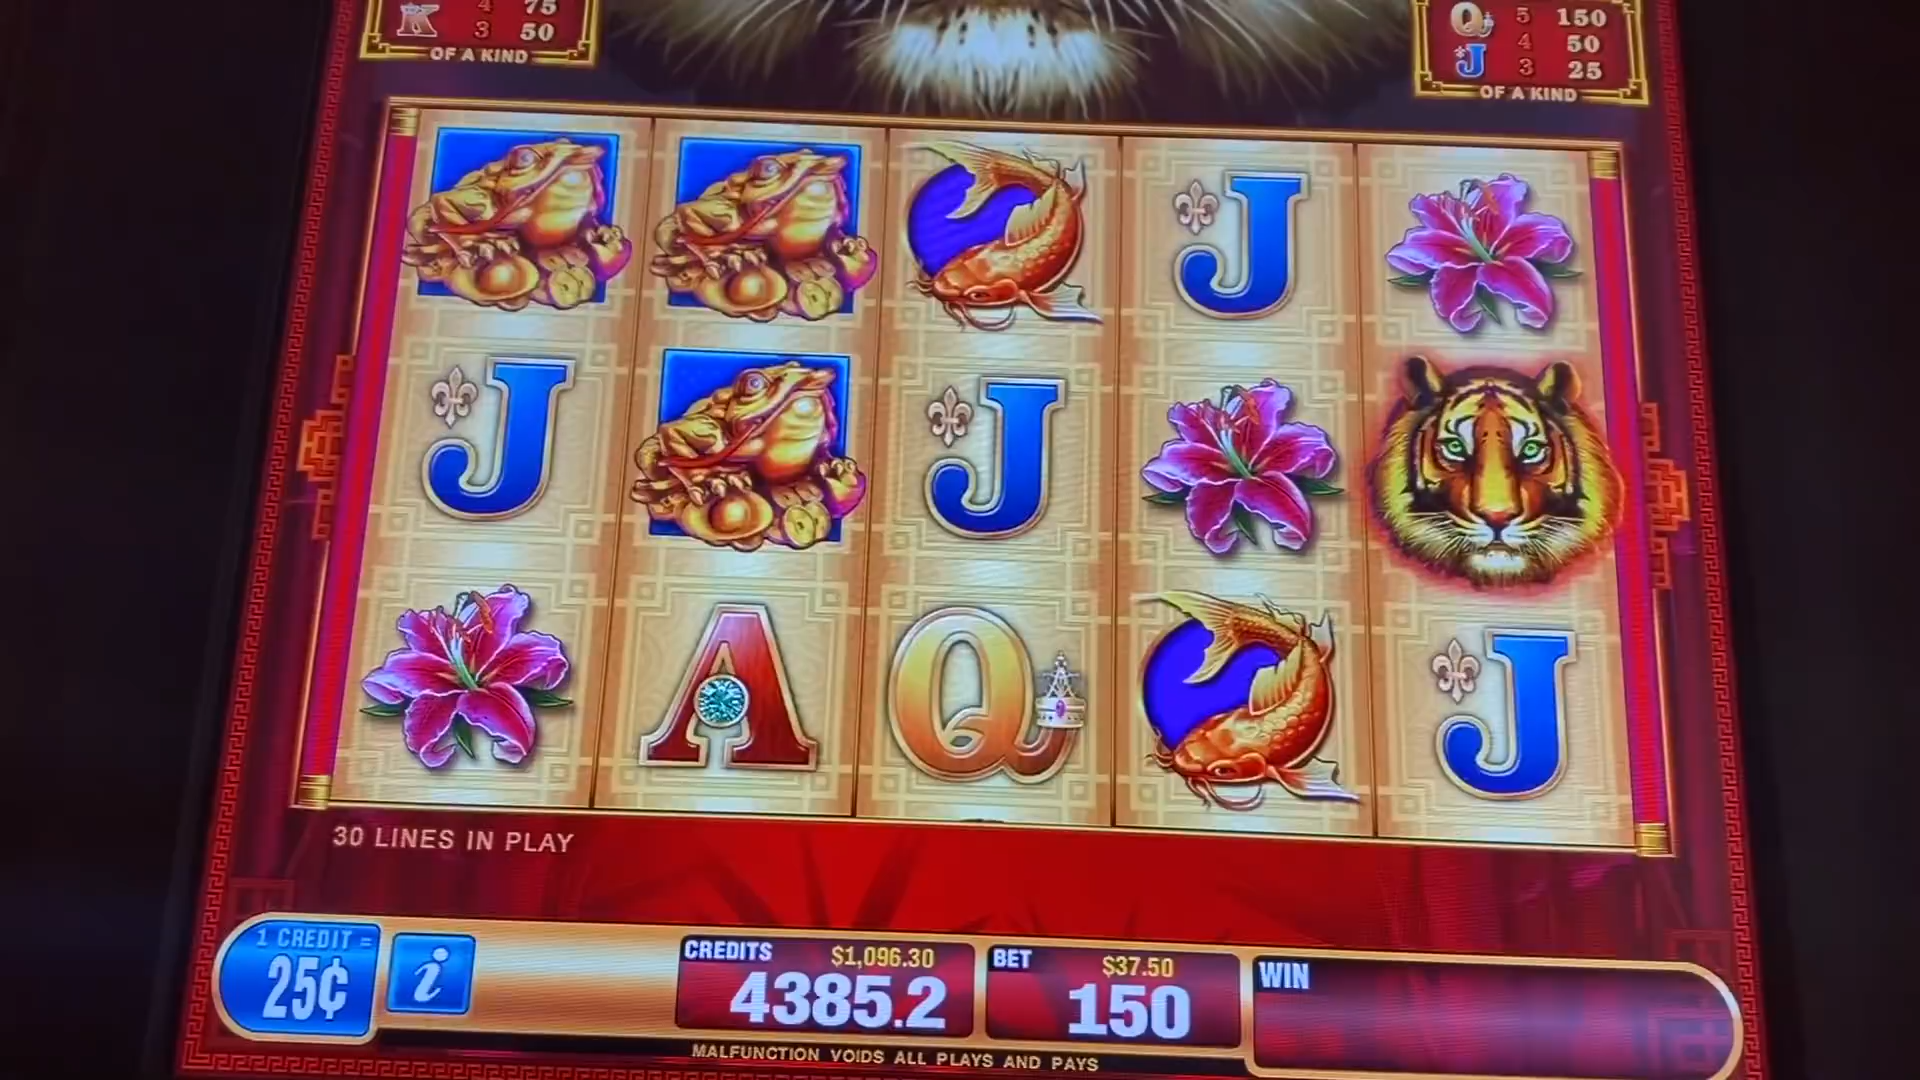 K 4 75
3 50
OF A KIND
Q 5 150
4 50
J 3 25
OF A KIND
J
J J
A Q J
30 LINES IN PLAY
1 CREDIT =
25¢
i
CREDITS $1,096.30
4385.2
BET $37.50
150
WIN
MALFUNCTION VOIDS ALL PLAYS AND PAYS